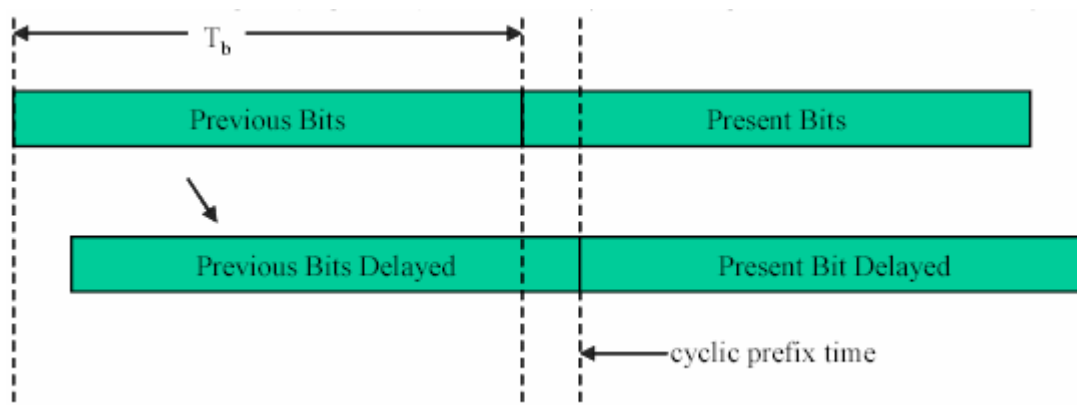 T_b
Previous Bits
Present Bits
Previous Bits Delayed
Present Bit Delayed
cyclic prefix time